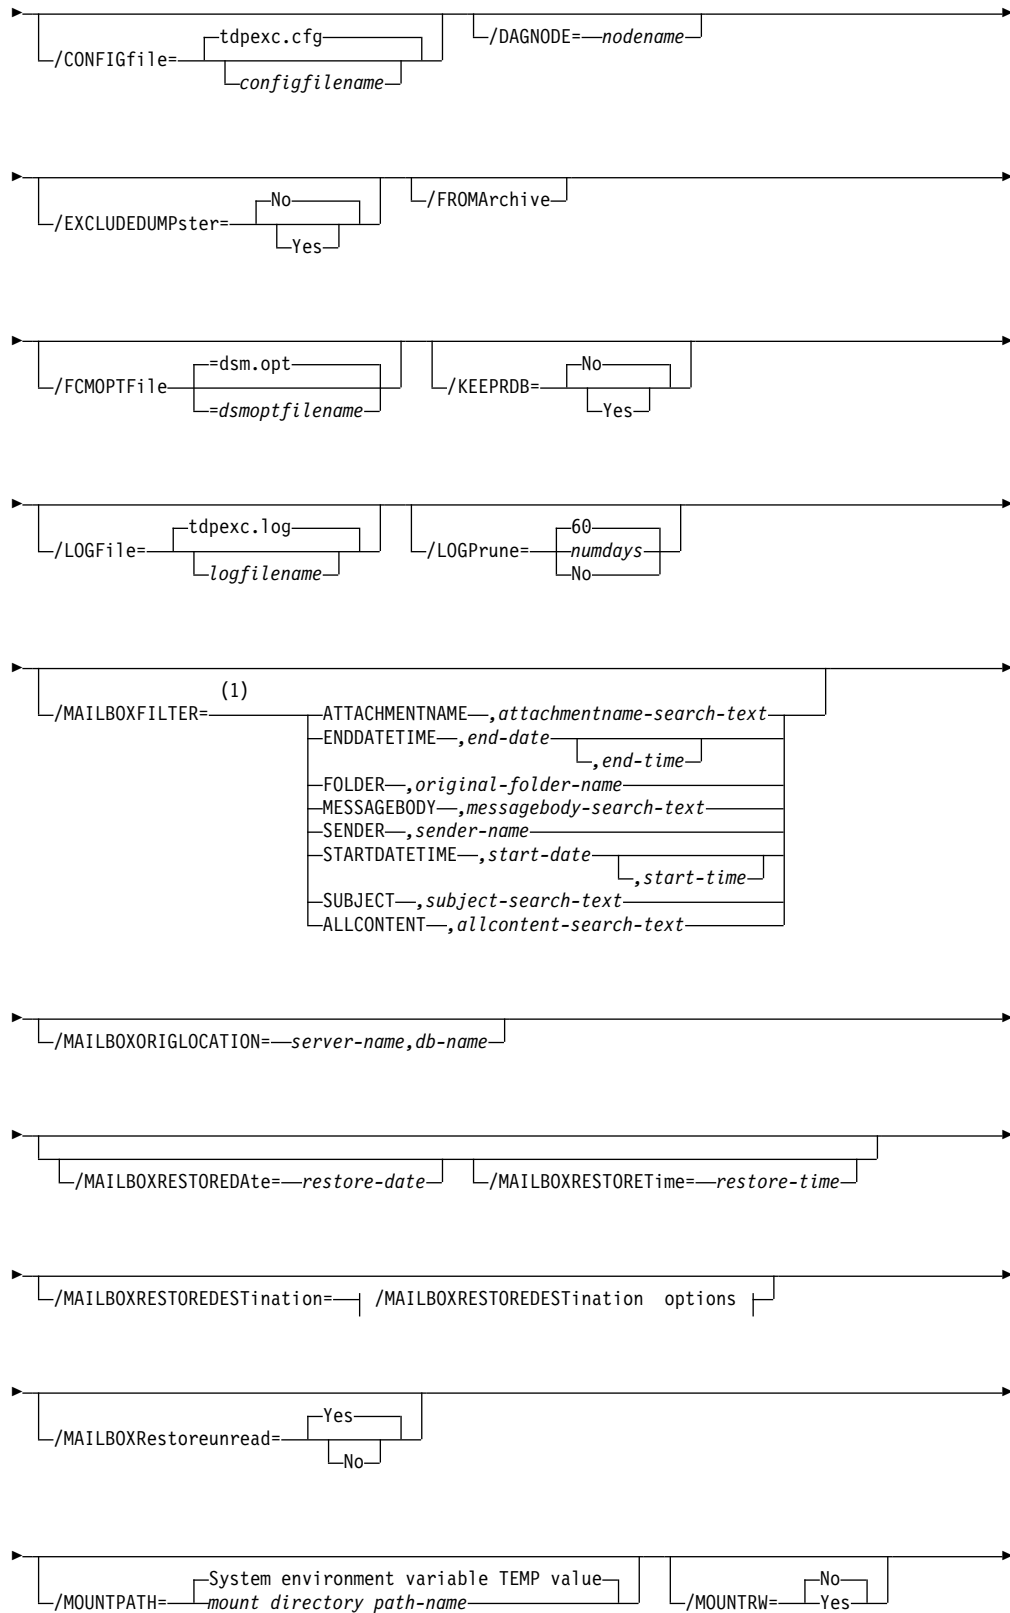 tdpexc.cfg
/CONFIGfile=
configfilename
/DAGNODE= nodename
No
/EXCLUDEDUMPster=
Yes
/FROMArchive
=dsm.opt
/FCMOPTFile
=dsmoptfilename
No
/KEEPRDB=
Yes
tdpexc.log
/LOGFile=
logfilename
60
/LOGPrune= numdays
No
(1)
/MAILBOXFILTER= ATTACHMENTNAME ,attachmentname-search-text
ENDDATETIME ,end-date
,end-time
FOLDER ,original-folder-name
MESSAGEBODY ,messagebody-search-text
SENDER ,sender-name
STARTDATETIME ,start-date
,start-time
SUBJECT ,subject-search-text
ALLCONTENT ,allcontent-search-text
/MAILBOXORIGLOCATION= server-name,db-name
/MAILBOXRESTOREDAte= restore-date /MAILBOXRESTORETime= restore-time
/MAILBOXRESTOREDESTination= /MAILBOXRESTOREDESTination options
Yes
/MAILBOXRestoreunread=
No
System environment variable TEMP value
/MOUNTPATH= mount directory path-name
No
/MOUNTRW= Yes